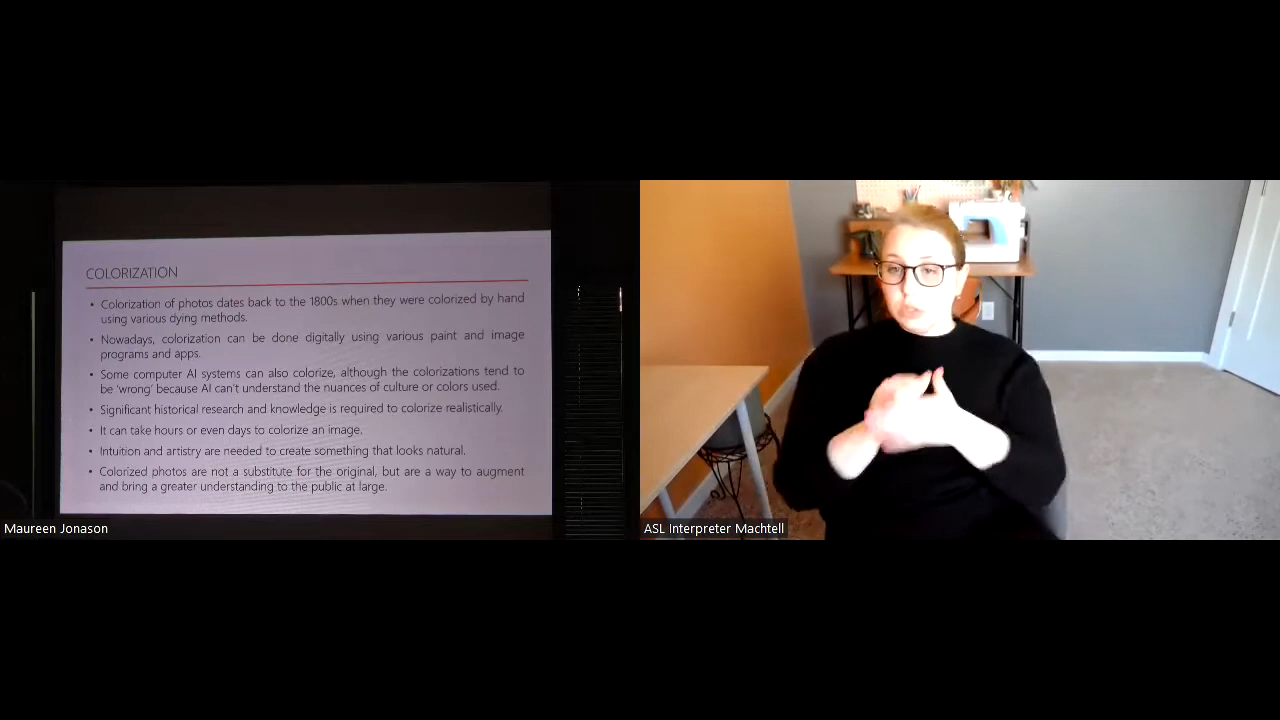 COLORIZATION
• Colorization of photos dates back to the 1800s when they were colorized by hand
using various dying methods.
• Nowadays, colorization can be done digitally using various paint and image
programs and apps.
• Some computer AI systems can also colorize, although the colorizations tend to
be 'wrong' because AI can't understand the nuances of culture or colors used.
• Significant historical research and knowledge is required to colorize realistically.
• It can take hours or even days to colorize an image.
• Intuition and artistry are needed to create something that looks natural.
• Colorized photos are not a substitute for the original, but are a way to augment
and bring a greater understanding to the public at large.
Maureen Jonason
ASL Interpreter Machtell